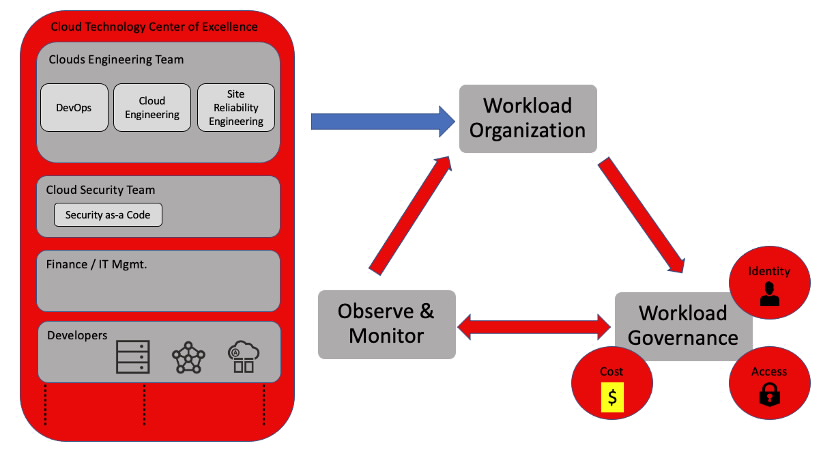 Cloud Technology Center of Excellence
Clouds Engineering Team
DevOps
Cloud
Engineering
Site
Reliability
Engineering
Cloud Security Team
Security as-a Code
Finance / IT Mgmt.
Developers
A
Workload
Organization
Observe &
Monitor
Workload
Governance
Identity
Cost
$
Access